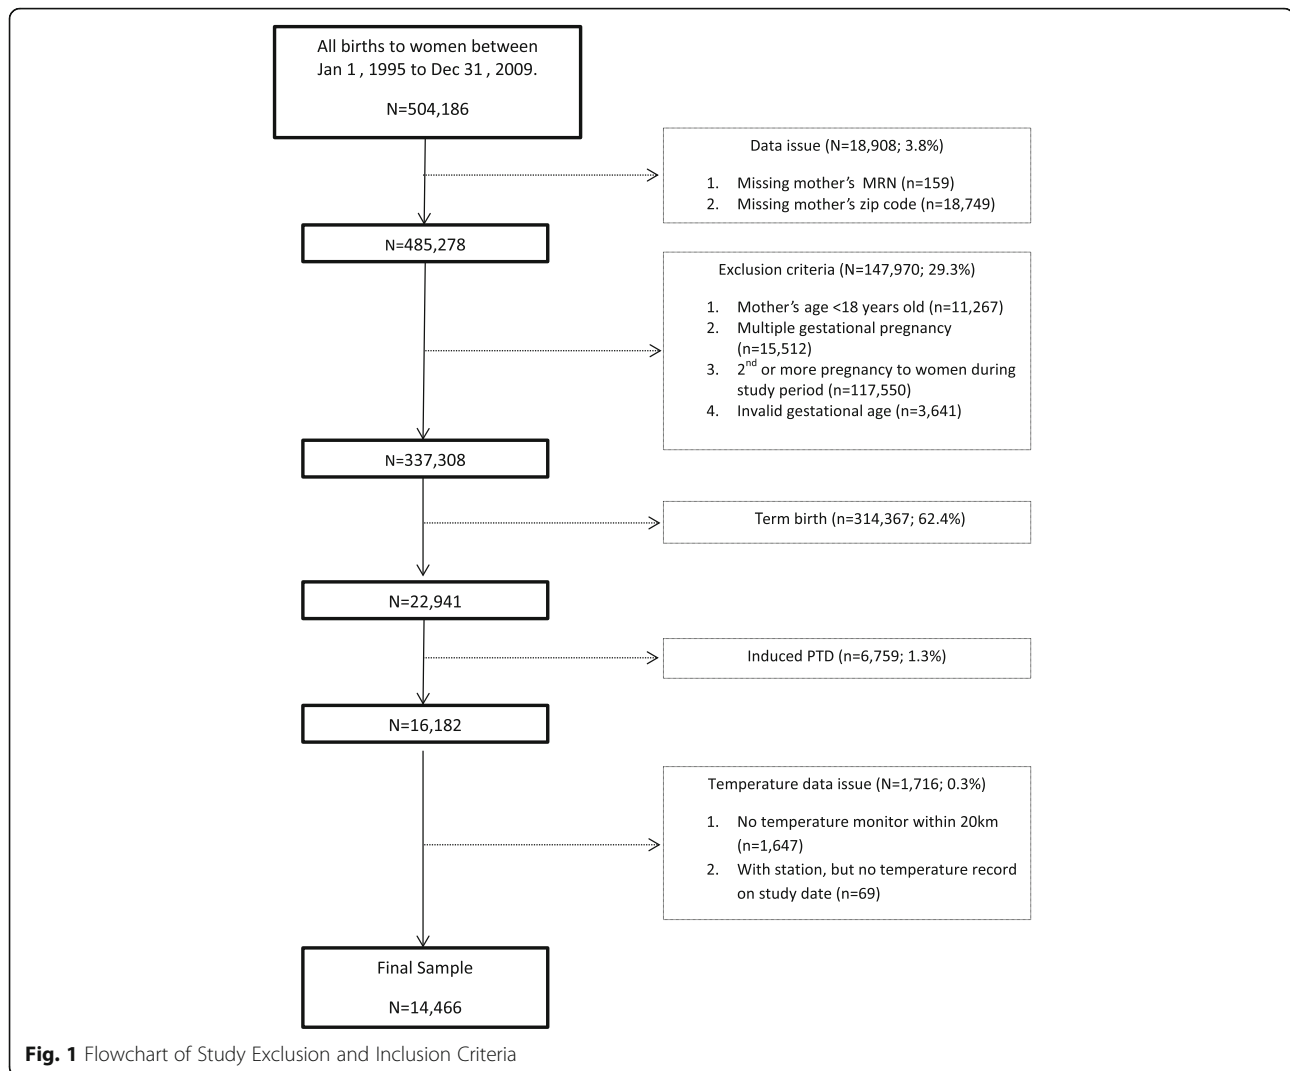 All births to women between
Jan 1 , 1995 to Dec 31 , 2009.
N=504,186
Data issue (N=18,908; 3.8%)
1. Missing mother’s MRN (n=159)
2. Missing mother’s zip code (n=18,749)
N=485,278
Exclusion criteria (N=147,970; 29.3%)
1. Mother’s age <18 years old (n=11,267)
2. Multiple gestational pregnancy
(n=15,512)
3. 2nd or more pregnancy to women during
study period (n=117,550)
4. Invalid gestational age (n=3,641)
N=337,308
Term birth (n=314,367; 62.4%)
N=22,941
Induced PTD (n=6,759; 1.3%)
N=16,182
Temperature data issue (N=1,716; 0.3%)
1. No temperature monitor within 20km
(n=1,647)
2. With station, but no temperature record
on study date (n=69)
Final Sample
N=14,466
Fig. 1 Flowchart of Study Exclusion and Inclusion Criteria